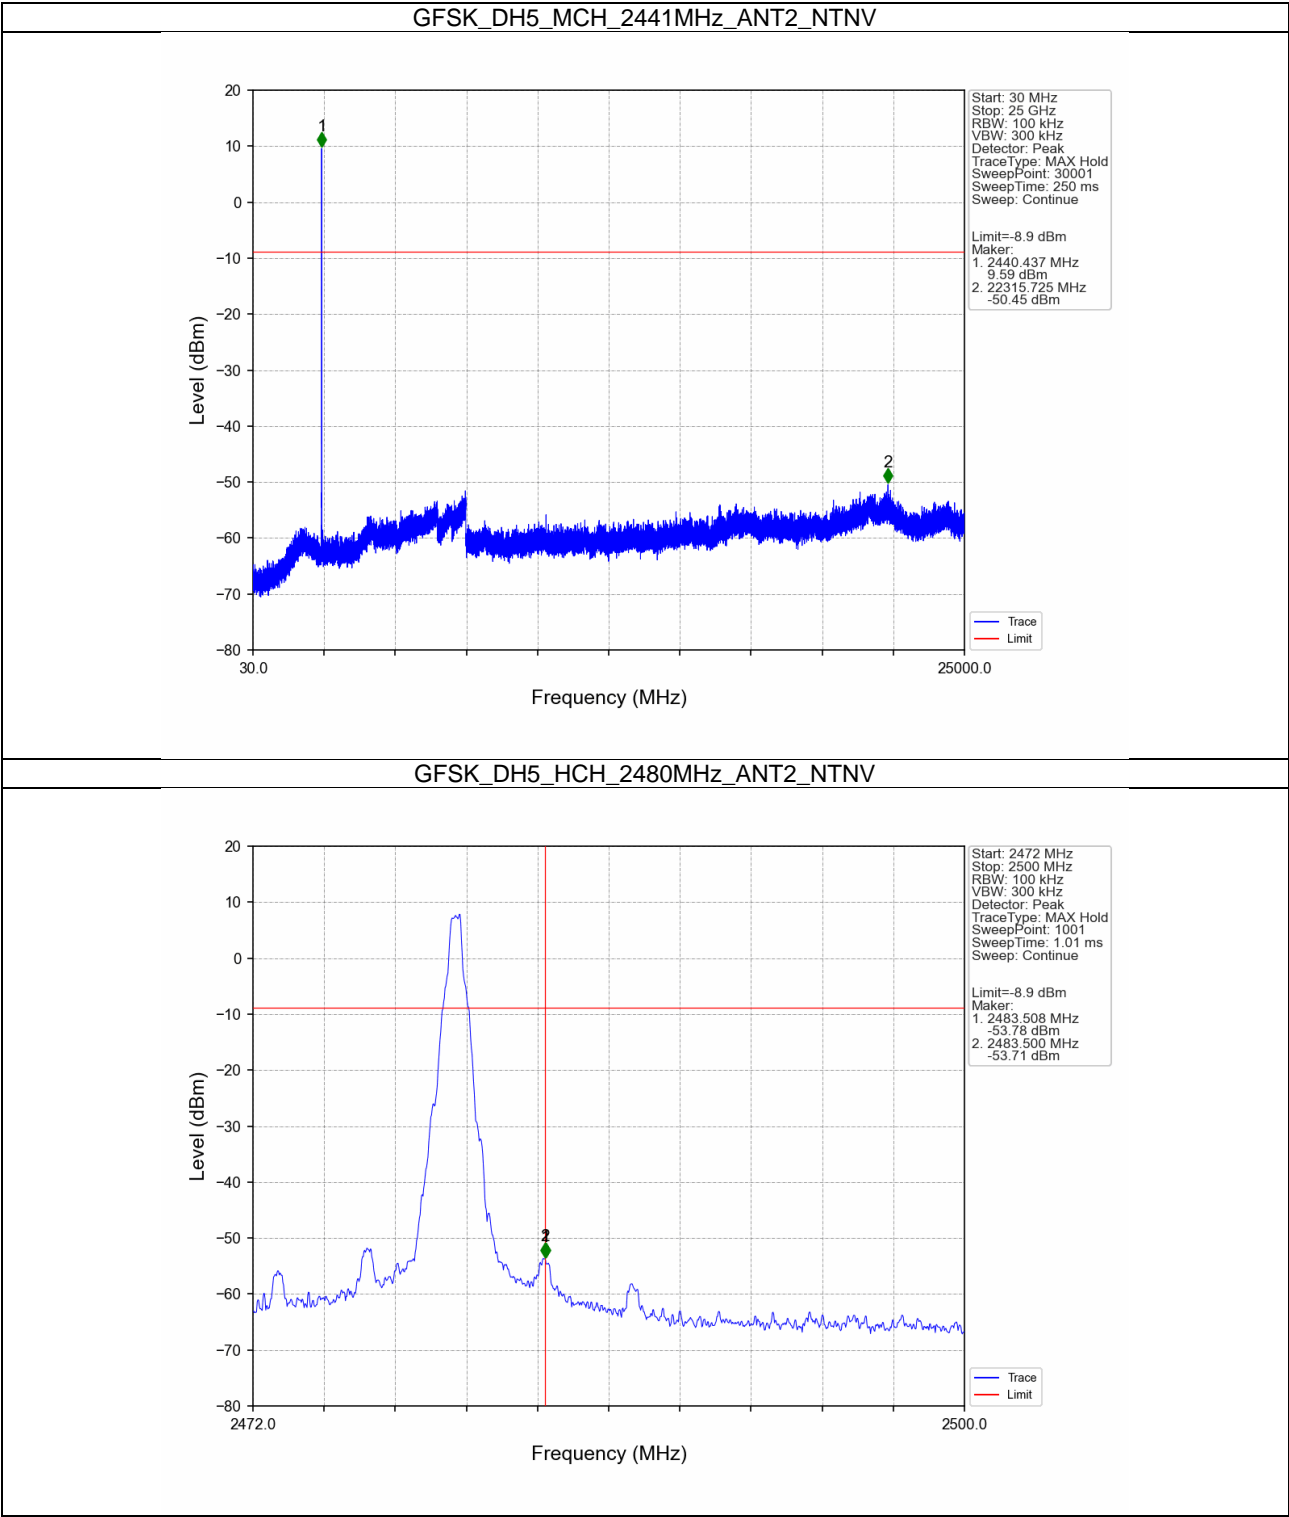 GFSK_DH5_MCH_2441MHz_ANT2_NTNV
20
10
0
−10
−20
−30
−40
−50
−60
−70
−80
Level (dBm)
1
2
30.0
25000.0
Frequency (MHz)
Start: 30 MHz
Stop: 25 GHz
RBW: 100 kHz
VBW: 300 kHz
Detector: Peak
TraceType: MAX Hold
SweepPoint: 30001
SweepTime: 250 ms
Sweep: Continue
Limit=-8.9 dBm
Maker:
1. 2440.437 MHz
9.59 dBm
2. 22315.725 MHz
-50.45 dBm
Trace
Limit
GFSK_DH5_HCH_2480MHz_ANT2_NTNV
20
10
0
−10
−20
−30
−40
−50
−60
−70
−80
Level (dBm)
1
2
2472.0
2500.0
Frequency (MHz)
Start: 2472 MHz
Stop: 2500 MHz
RBW: 100 kHz
VBW: 300 kHz
Detector: Peak
TraceType: MAX Hold
SweepPoint: 1001
SweepTime: 1.01 ms
Sweep: Continue
Limit=-8.9 dBm
Maker:
1. 2483.508 MHz
-53.78 dBm
2. 2483.500 MHz
-53.71 dBm
Trace
Limit